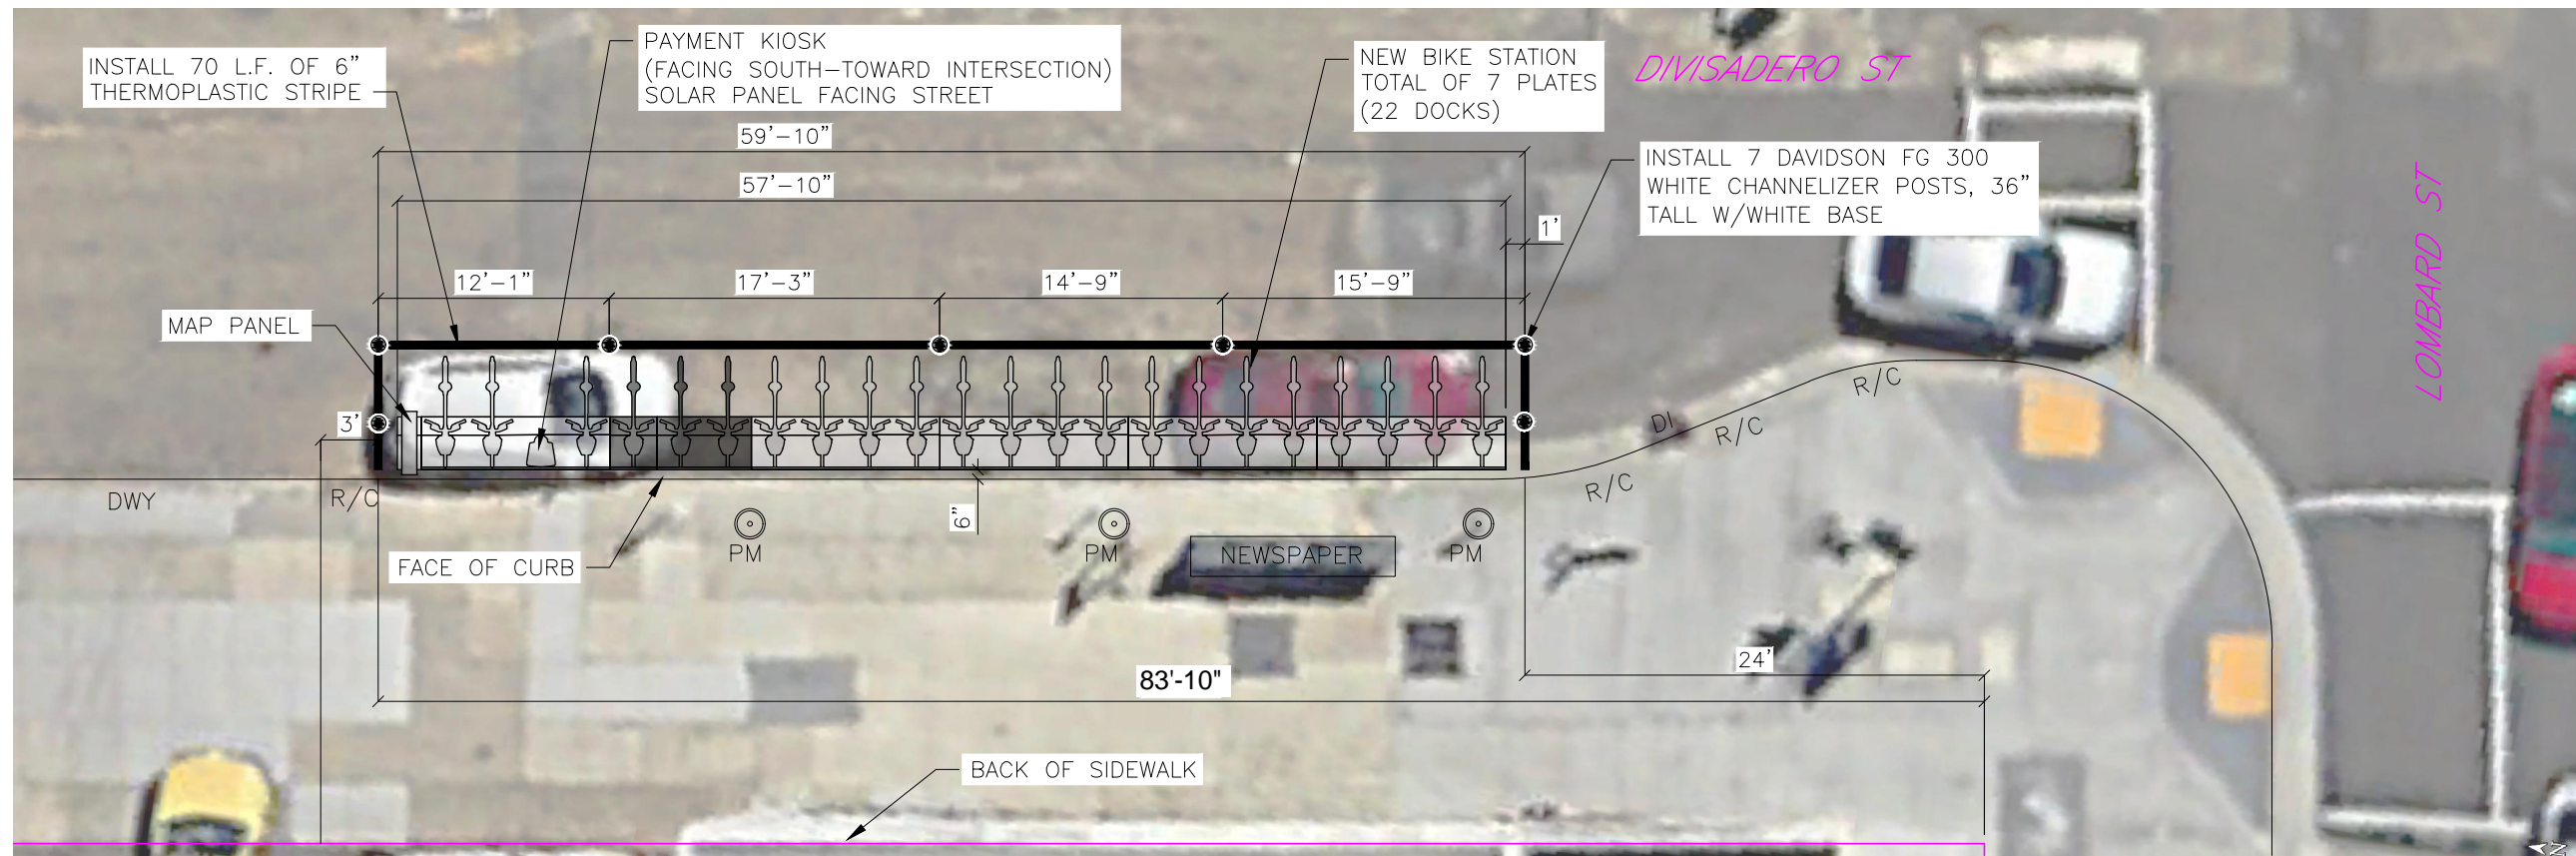 INSTALL 70 L.F. OF 6”
THERMOPLASTIC STRIPE
PAYMENT KIOSK
(FACING SOUTH–TOWARD INTERSECTION)
SOLAR PANEL FACING STREET
NEW BIKE STATION
TOTAL OF 7 PLATES
(22 DOCKS)
DIVISADERO ST
INSTALL 7 DAVIDSON FG 300
WHITE CHANNELIZER POSTS, 36”
TALL W/WHITE BASE
LOMBARD ST
59’–10”
57’–10”
1’
12’–1”
17’–3”
14’–9”
15’–9”
MAP PANEL
3’
R/C
DI
R/C
R/C
DWY
R/C
6”
FACE OF CURB
PM
PM
NEWSPAPER
PM
24’
83'-10"
BACK OF SIDEWALK
Z